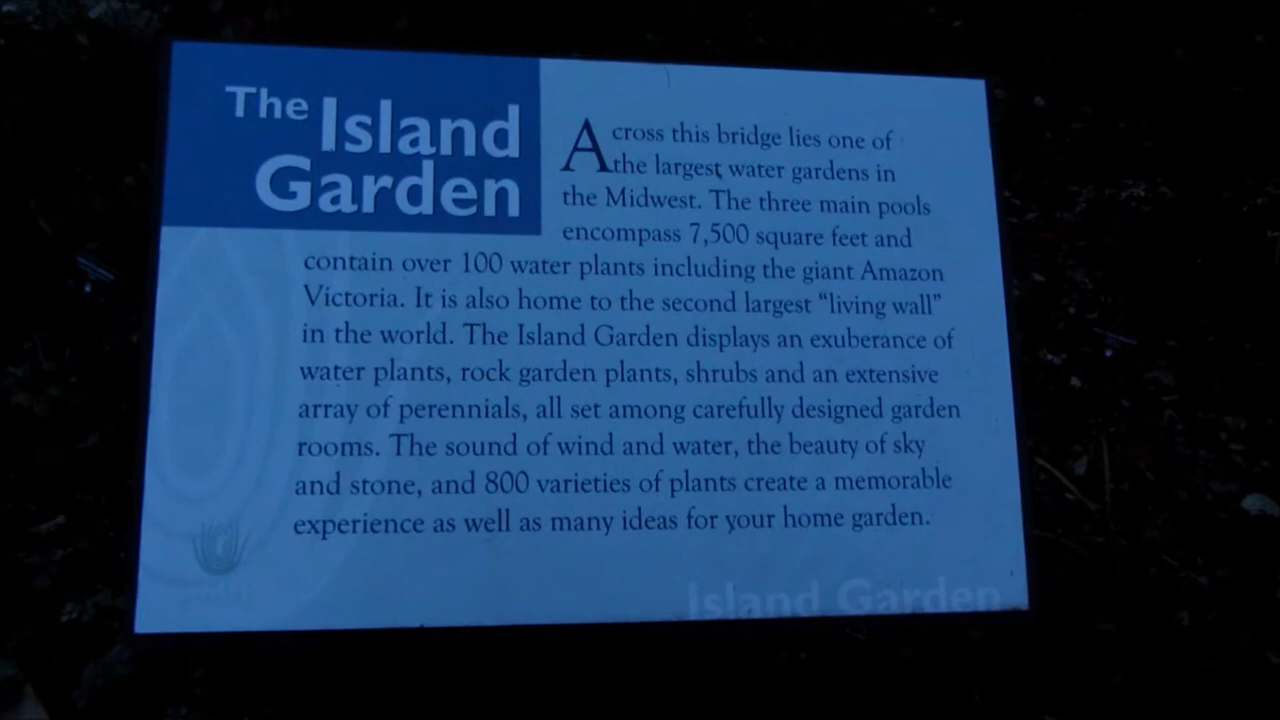 The Island
Garden
Across this bridge lies one of
the largest water gardens in
the Midwest. The three main pools
encompass 7,500 square feet and
contain over 100 water plants including the giant Amazon
Victoria. It is also home to the second largest “living wall”
in the world. The Island Garden displays an exuberance of
water plants, rock garden plants, shrubs and an extensive
array of perennials, all set among carefully designed garden
rooms. The sound of wind and water, the beauty of sky
and stone, and 800 varieties of plants create a memorable
experience as well as many ideas for your home garden.
Island Garden